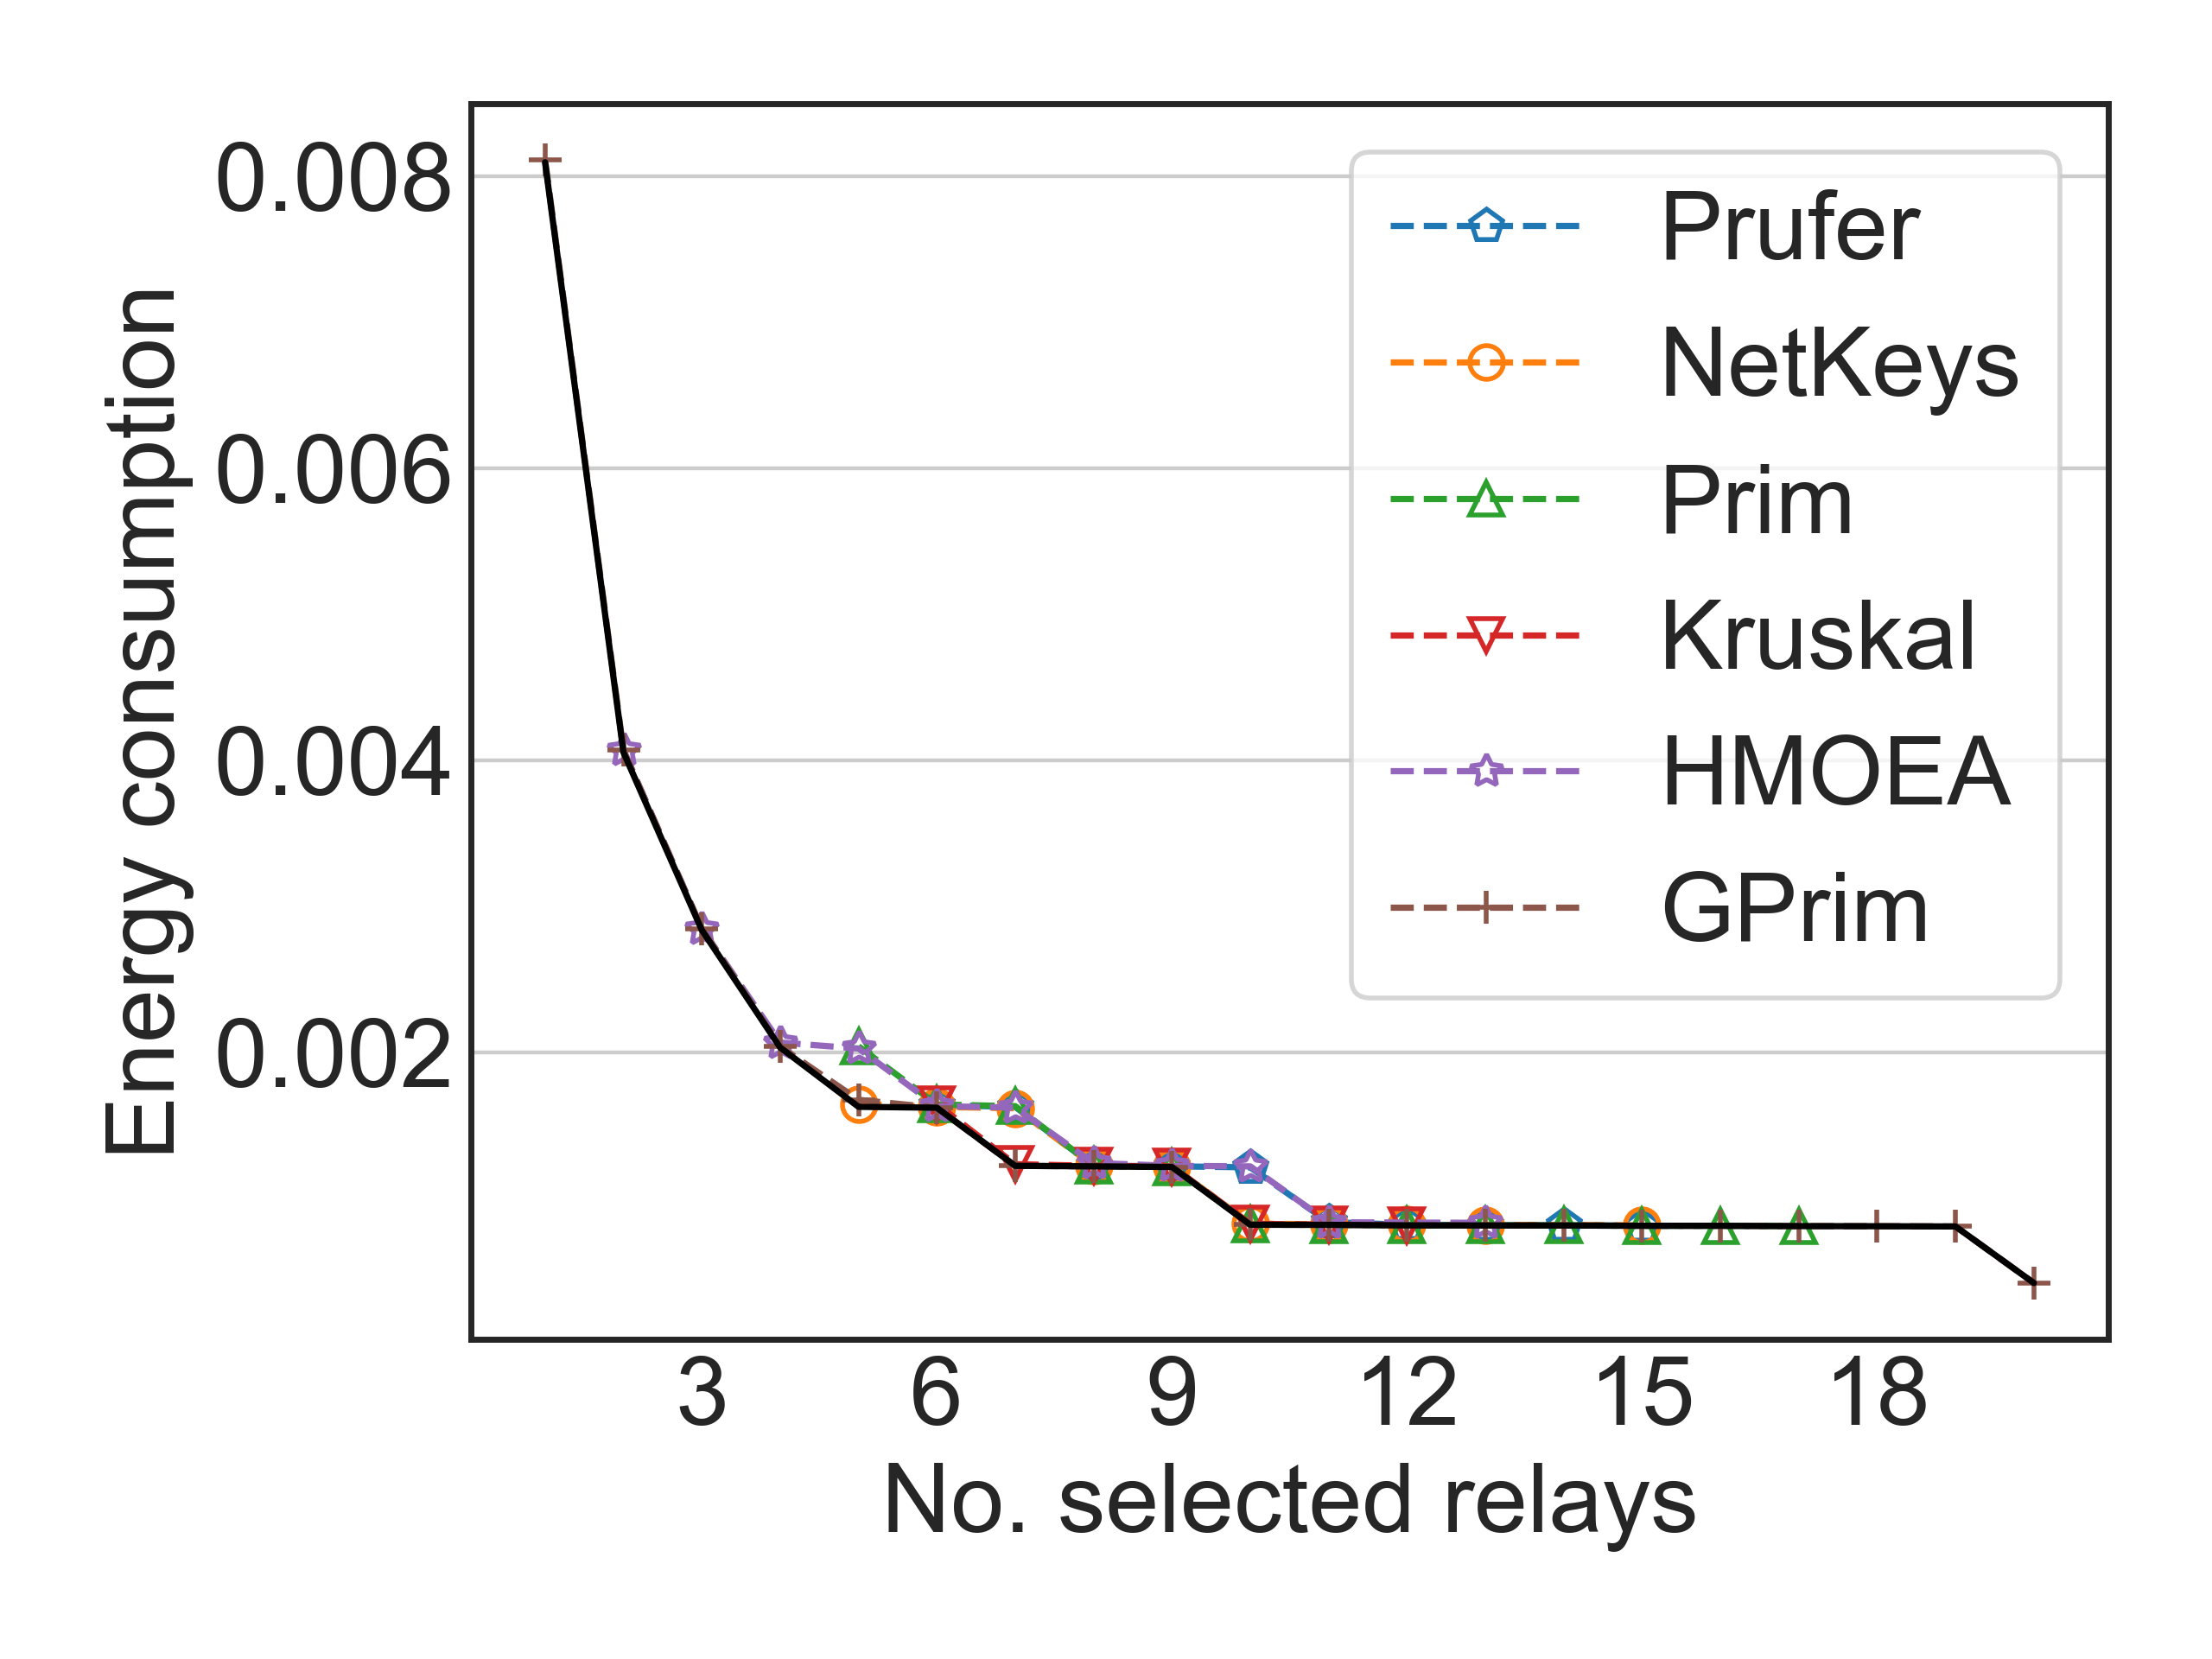 Energy consumption
0.008
0.006
0.004
0.002
Prufer
NetKeys
Prim
Kruskal
HMOEA
GPrim
3 6 9 12 15 18
No. selected relays